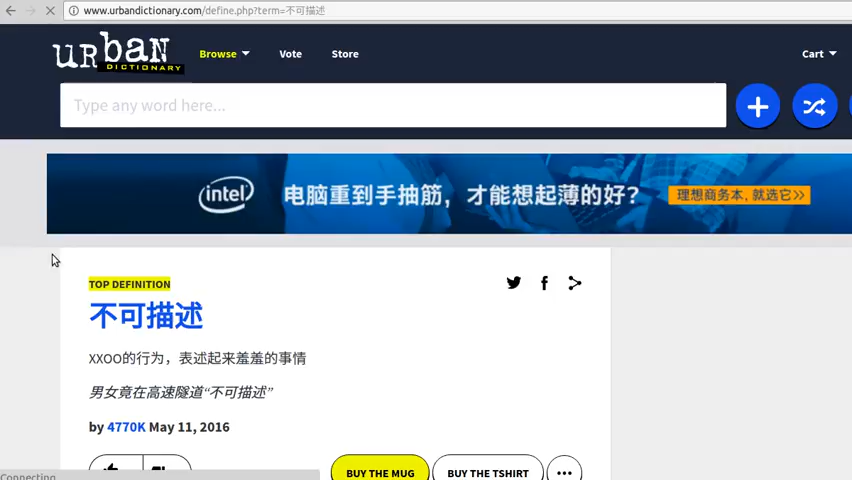 www.urbandictionary.com/define.php?term=不可描述
urban
DICTIONARY
Browse Vote Store Cart
Type any word here...
intel 电脑重到手抽筋，才能想起薄的好? 理想商务本，就选它>>
TOP DEFINITION
不可描述
XXOO的行为，表述起来羞羞的事情
男女竟在高速隧道“不可描述”
by 4770K May 11, 2016
BUY THE MUG BUY THE TSHIRT
Connecting